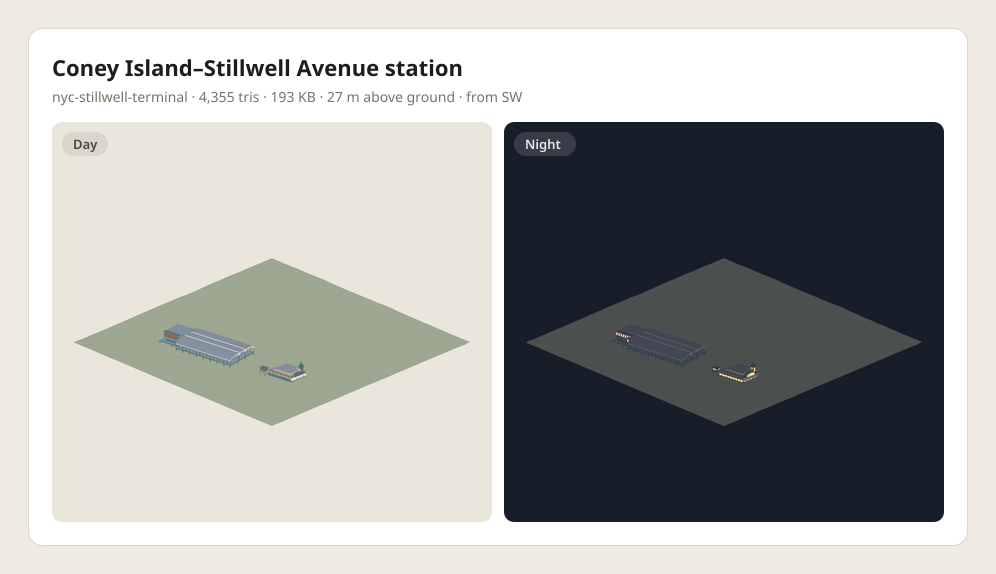 Coney Island–Stillwell Avenue station
nyc-stillwell-terminal · 4,355 tris · 193 KB · 27 m above ground · from SW
Day
Night